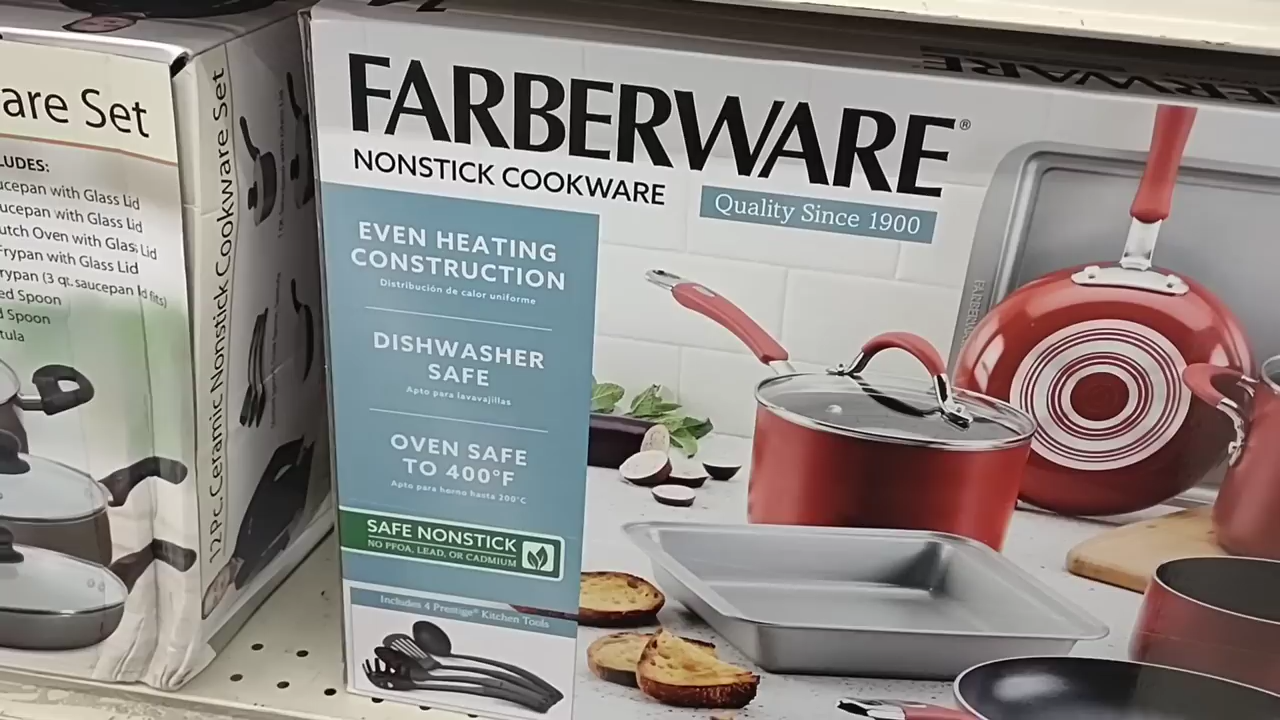 are Set
LUDES:
ucepan with Glass Lid
ucepan with Glass Lid
utch Oven with Glass Lid
Frypan with Glass Lid
rypan (3 qt. saucepan lid fits)
ed Spoon
d Spoon
tula
12Pc. Ceramic Nonstick Cookware Set
FARBERWARE®
NONSTICK COOKWARE
Quality Since 1900
EVEN HEATING
CONSTRUCTION
Distribución de calor uniforme
DISHWASHER
SAFE
Apto para lavavajillas
OVEN SAFE
TO 400°F
Apto para horno hasta 200°C
SAFE NONSTICK
NO PFOA, LEAD, OR CADMIUM
Includes 4 Prestige® Kitchen Tools
FARBERWARE